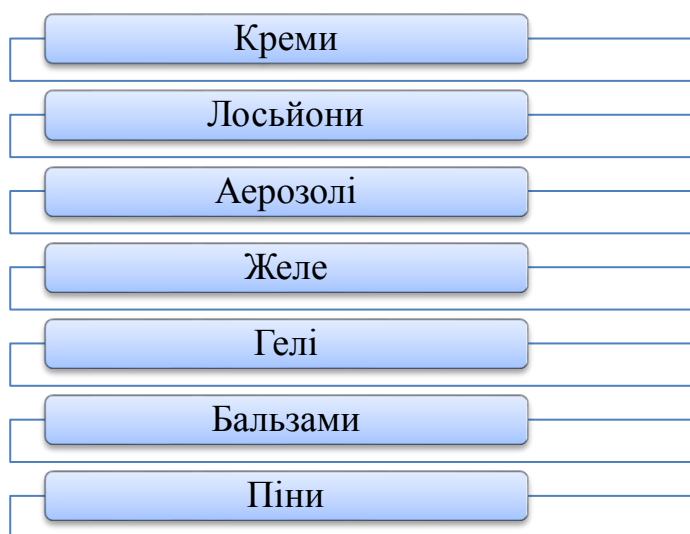 Креми
Лосьйони
Аерозолі
Желе
Гелі
Бальзами
Піни